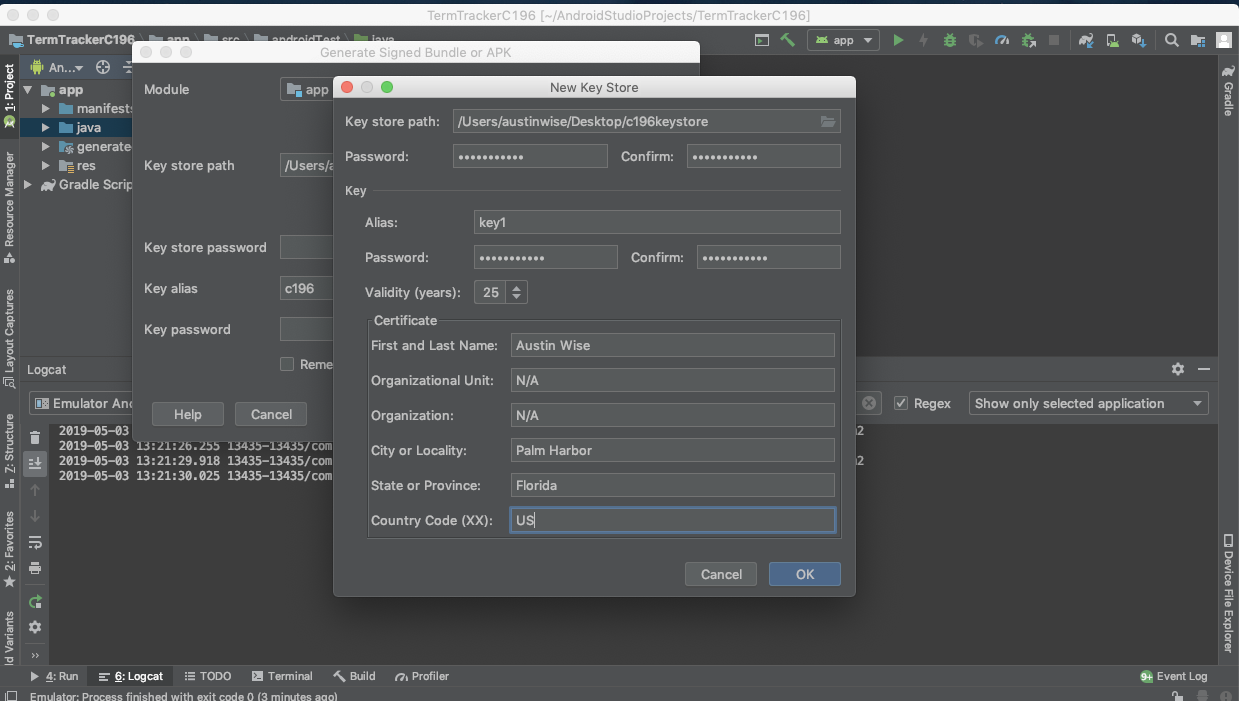 TermTrackerC196 [~/AndroidStudioProjects/TermTrackerC196]
TermTrackerC196 app src androidTest java
app
Generate Signed Bundle or APK
1: Project
Resource Manager
Layout Captures
Z: Structure
2: Favorites
An...
app
manifests
java
generate
res
Gradle Scrip
Module
app
Key store path
/Users/a
Key store password
Key alias
c196
Key password
Reme
Help
Cancel
New Key Store
Key store path:
/Users/austinwise/Desktop/c196keystore
Password:
•••••••••••
Confirm:
•••••••••••
Key
Alias:
key1
Password:
•••••••••••
Confirm:
•••••••••••
Validity (years):
25
Certificate
First and Last Name:
Austin Wise
Organizational Unit:
N/A
Organization:
N/A
City or Locality:
Palm Harbor
State or Province:
Florida
Country Code (XX):
US
Cancel
OK
Gradle
Device File Explorer
Logcat
Emulator And
Regex
Show only selected application
2019-05-03
2019-05-03 13:21:26.255 13435-13435/com
2019-05-03 13:21:29.918 13435-13435/com
2019-05-03 13:21:30.025 13435-13435/com
4: Run
6: Logcat
TODO
Terminal
Build
Profiler
9+ Event Log
Emulator: Process finished with exit code 0 (3 minutes ago)